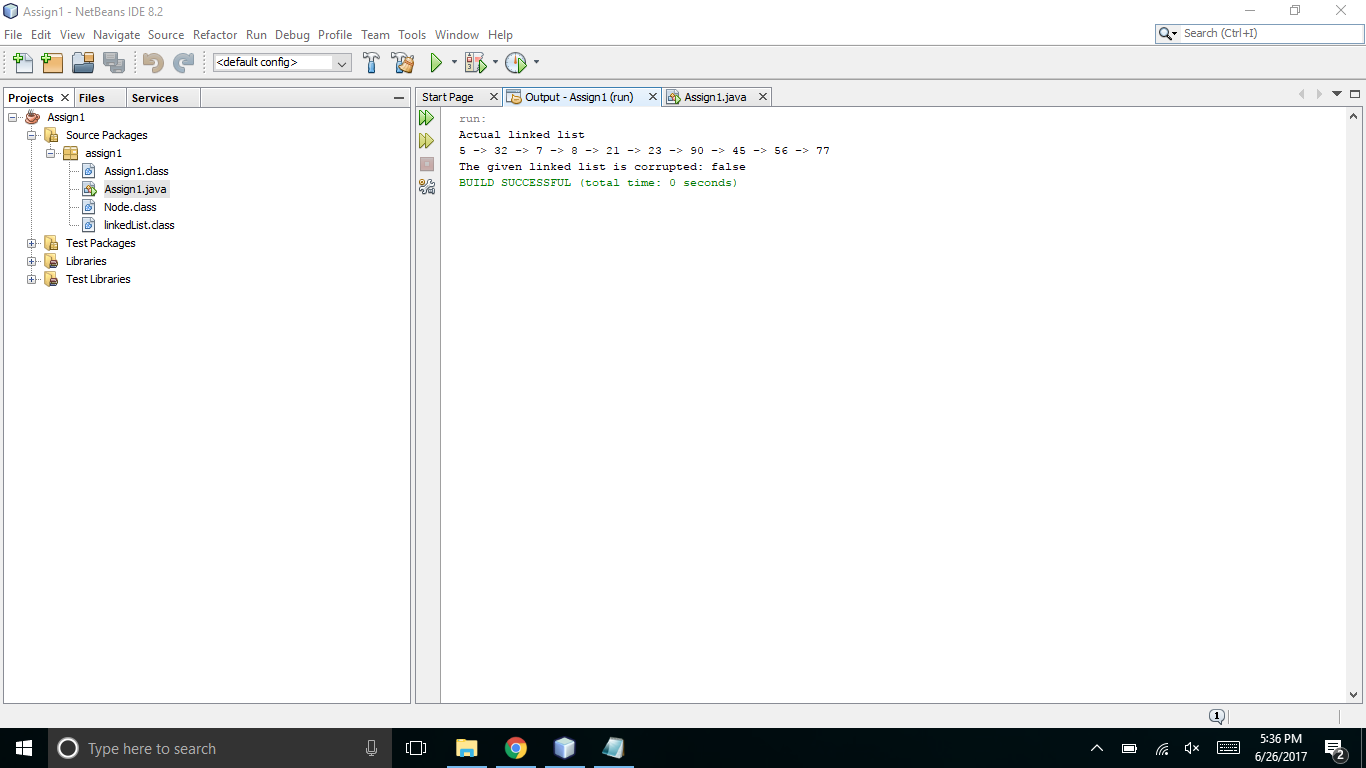 Assign1 - NetBeans IDE 8.2
File Edit View Navigate Source Refactor Run Debug Profile Team Tools Window Help
Search (Ctrl+I)
<default config>
Projects Files Services
Start Page Output - Assign1 (run) Assign1.java
Assign1
Source Packages
assign1
Assign1.class
Assign1.java
Node.class
linkedList.class
Test Packages
Libraries
Test Libraries
run:
Actual linked list
5 -> 32 -> 7 -> 8 -> 21 -> 23 -> 90 -> 45 -> 56 -> 77
The given linked list is corrupted: false
BUILD SUCCESSFUL (total time: 0 seconds)
1
Type here to search
5:36 PM
6/26/2017
2